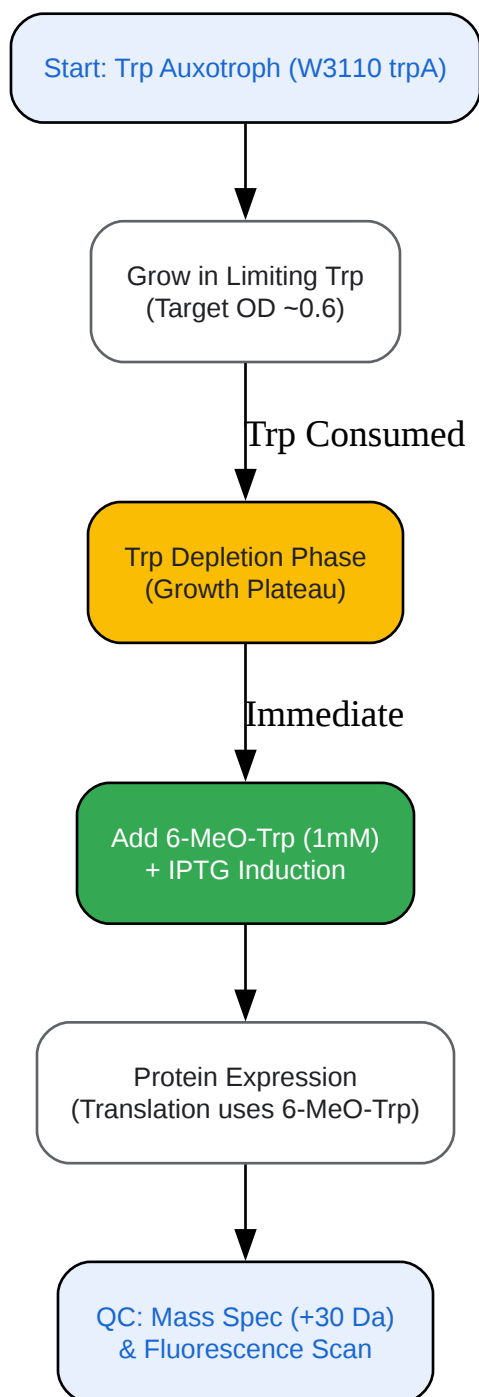 Start: Trp Auxotroph (W3110 trpA)
Grow in Limiting Trp
(Target OD ~0.6)
Trp Consumed
Trp Depletion Phase
(Growth Plateau)
Immediate
Add 6-MeO-Trp (1mM)
+ IPTG Induction
Protein Expression
(Translation uses 6-MeO-Trp)
QC: Mass Spec (+30 Da)
& Fluorescence Scan